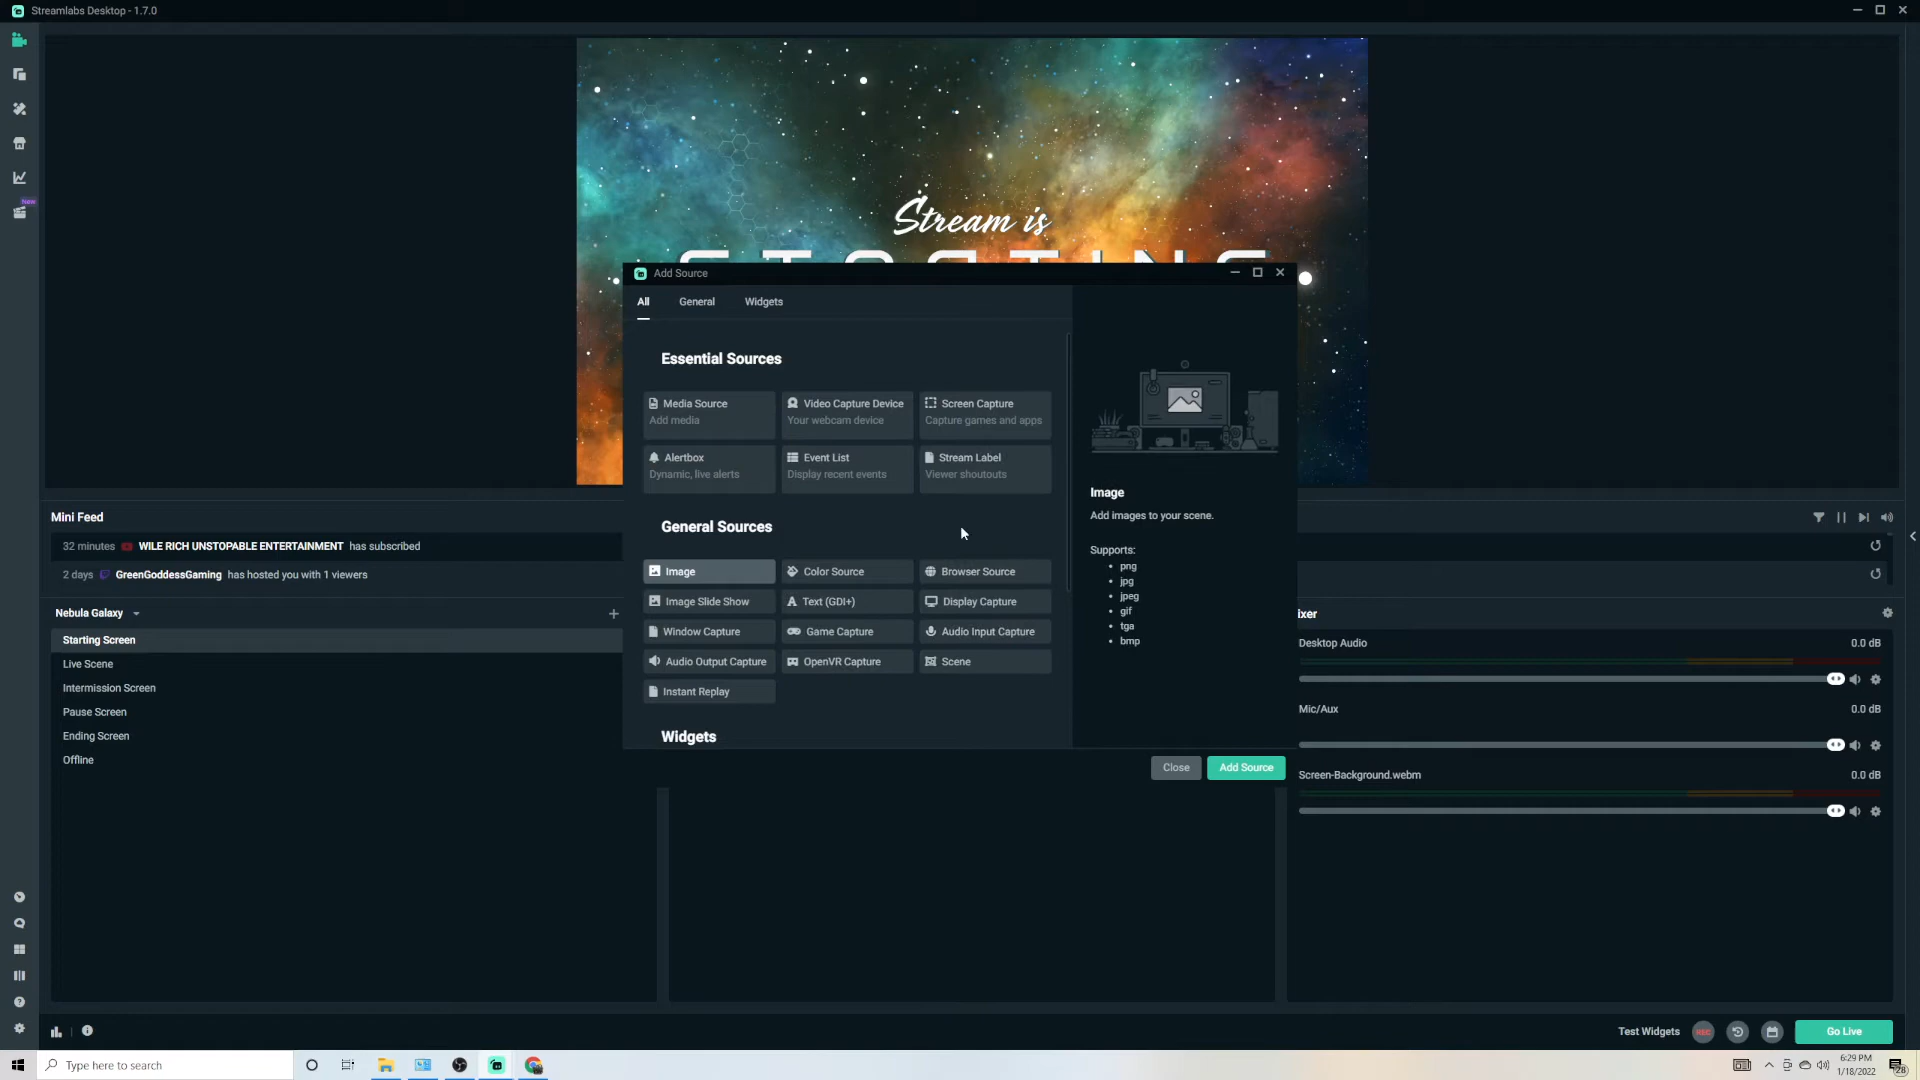 Streamlabs Desktop - 1.7.0
New
Stream is
Add Source
All General Widgets
Essential Sources
Media Source
Add media
Video Capture Device
Your webcam device
Screen Capture
Capture games and apps
Alertbox
Dynamic, live alerts
Event List
Display recent events
Stream Label
Viewer shoutouts
General Sources
Image Color Source Browser Source
Image Slide Show Text (GDI+) Display Capture
Window Capture Game Capture Audio Input Capture
Audio Output Capture OpenVR Capture Scene
Instant Replay
Widgets
Image
Add images to your scene.
Supports:
png
jpg
jpeg
gif
tga
bmp
Close Add Source
Mini Feed
32 minutes WILE RICH UNSTOPABLE ENTERTAINMENT has subscribed
2 days GreenGoddessGaming has hosted you with 1 viewers
Nebula Galaxy
Starting Screen
Live Scene
Intermission Screen
Pause Screen
Ending Screen
Offline
ixer
Desktop Audio 0.0 dB
Mic/Aux 0.0 dB
Screen-Background.webm 0.0 dB
Test Widgets REC Go Live
Type here to search
6:29 PM
1/18/2022
28